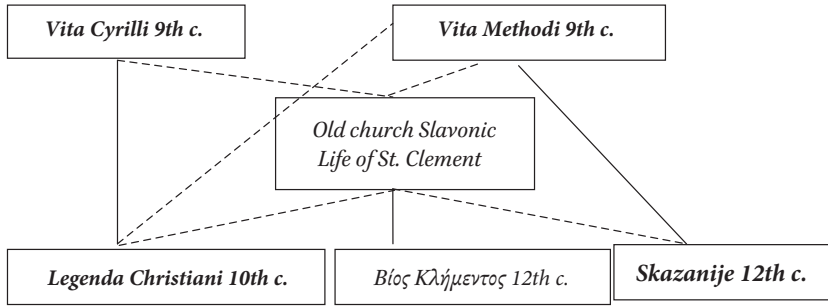 Vita Cyrilli 9th c.
Vita Methodi 9th c.
Old church Slavonic
Life of St. Clement
Legenda Christiani 10th c.
Βίος Κλήμεντος 12th c.
Skazanije 12th c.